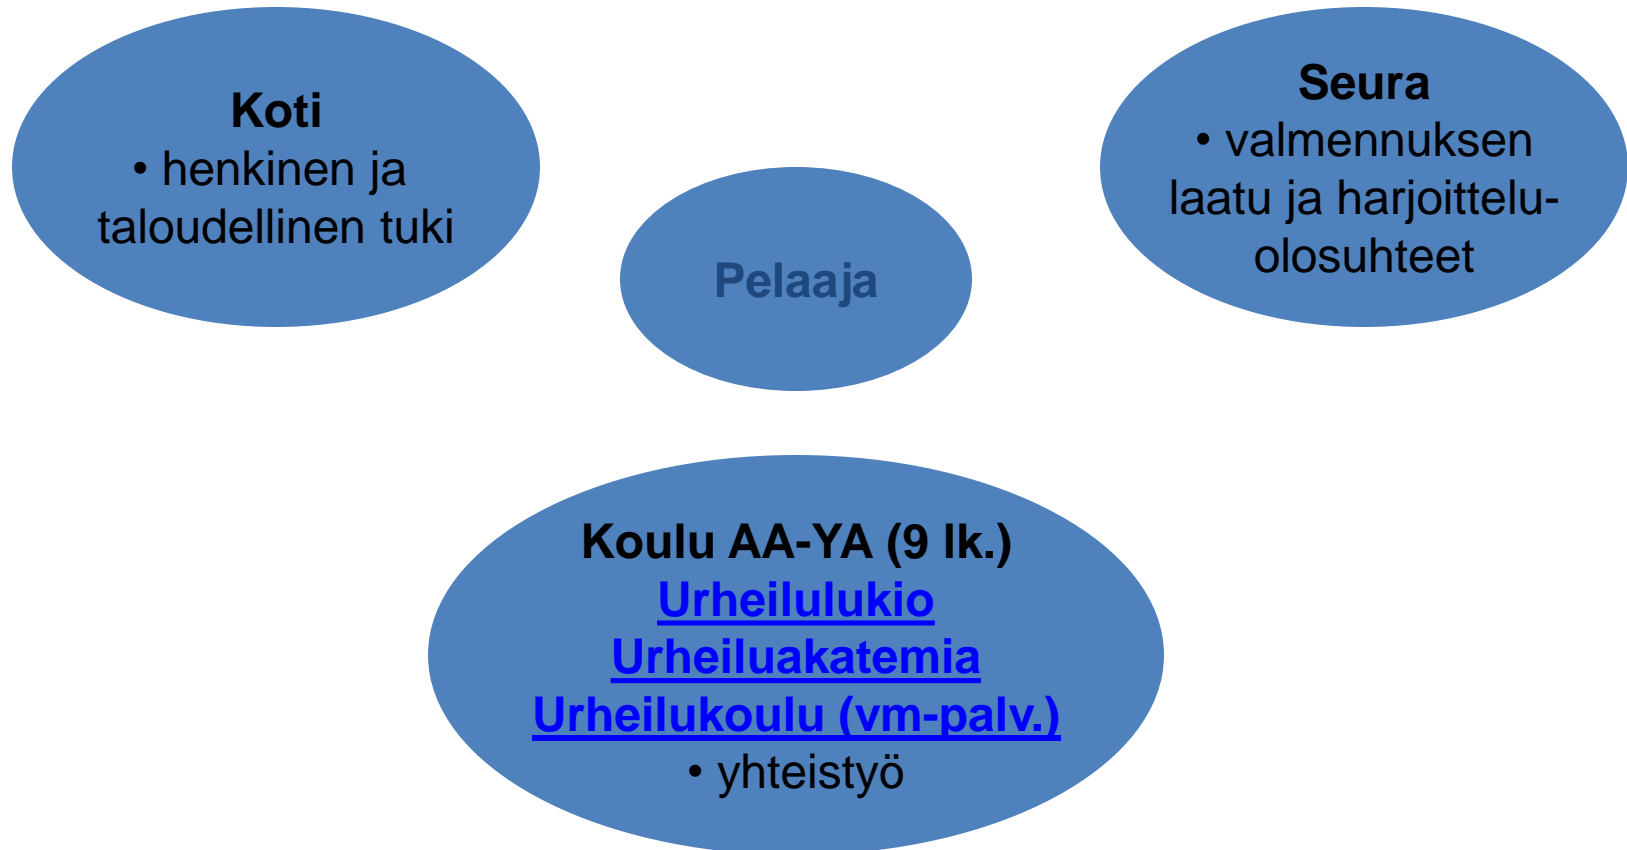 Koti
• henkinen ja
taloudellinen tuki
Seura
• valmennuksen
laatu ja harjoittelu-
olosuhteet
Pelaaja
Koulu AA-YA (9 lk.)
Urheilulukio
Urheiluakatemia
Urheilukoulu (vm-palv.)
• yhteistyö